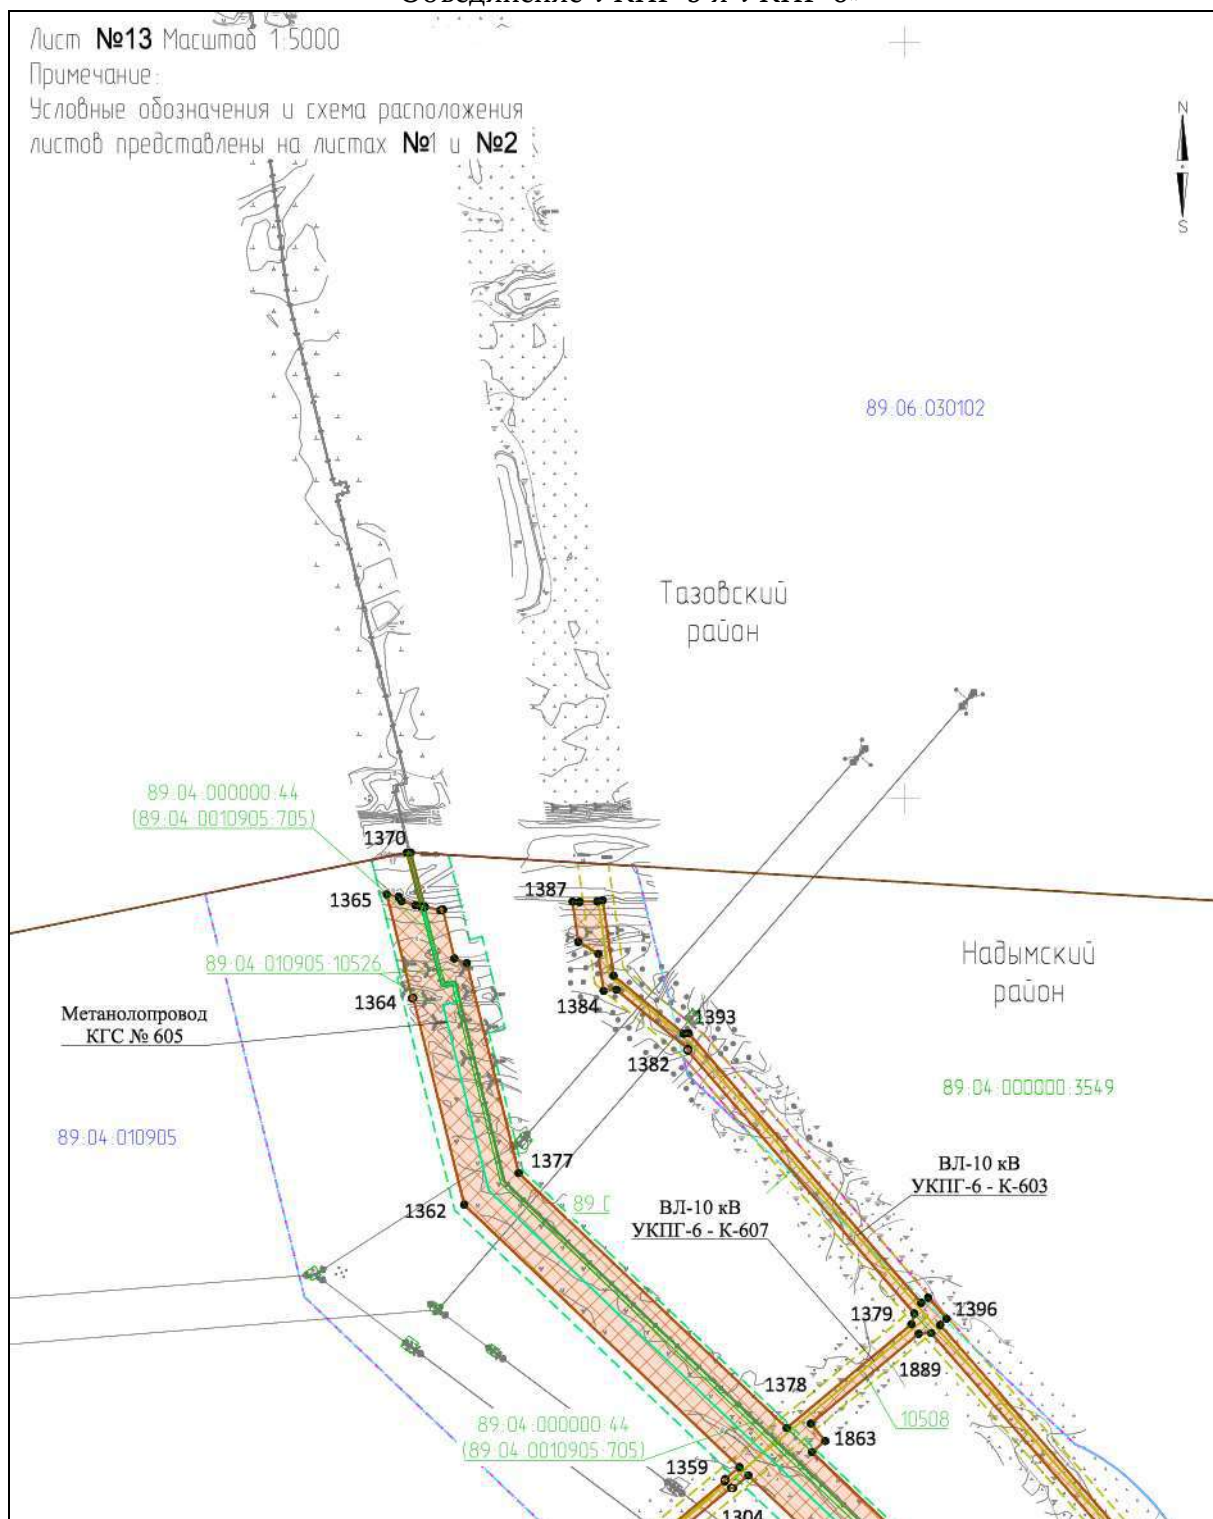 Лист №13 Масштаб 1:5000
Примечание:
Условные обозначения и схема расположения
листов представлены на листах №1 и №2
N
S
89:06:030102
Тазовский
район
89:04:000000:44
(89:04:0010905:705)
1370
1365
1387
89:04:010905:10526
Надымский
район
1364
1384
1393
Метанолопровод
КГС № 605
1382
89:04:000000:3549
89:04:010905
1377
ВЛ-10 кВ
УКПГ-6 - К-603
1362
ВЛ-10 кВ
УКПГ-6 - К-607
1379
1396
1889
1378
10508
89:04:000000:44
(89:04:0010905:705)
1863
1359
1304